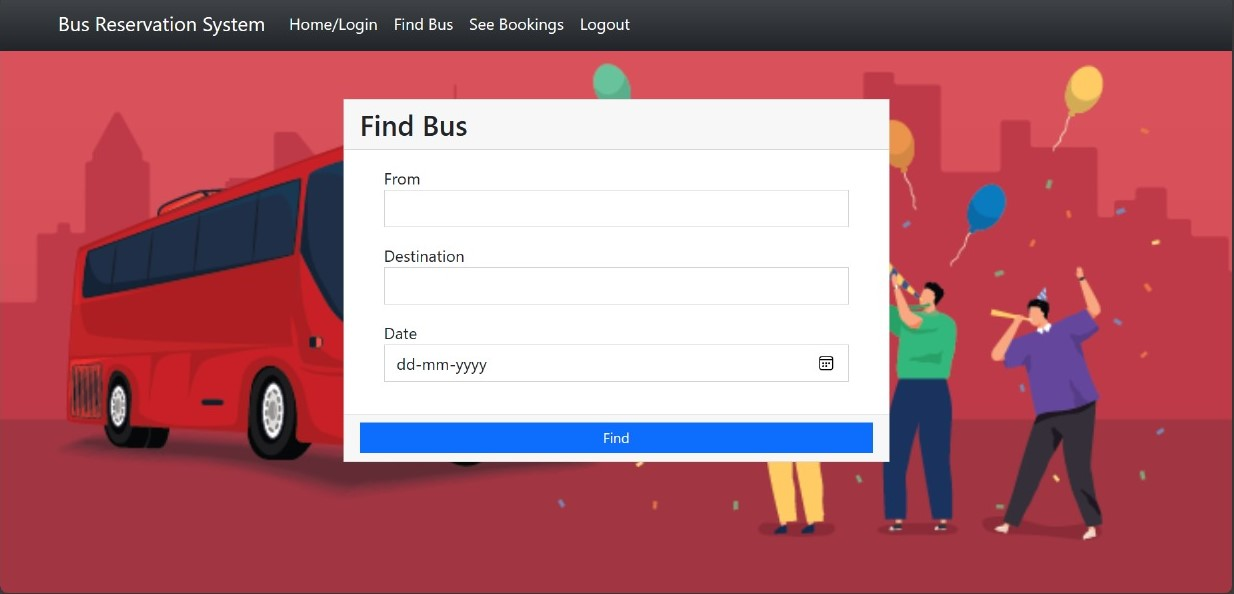 Bus Reservation System Home/Login Find Bus See Bookings Logout
Find Bus
From
Destination
Date
dd-mm-yyyy
Find